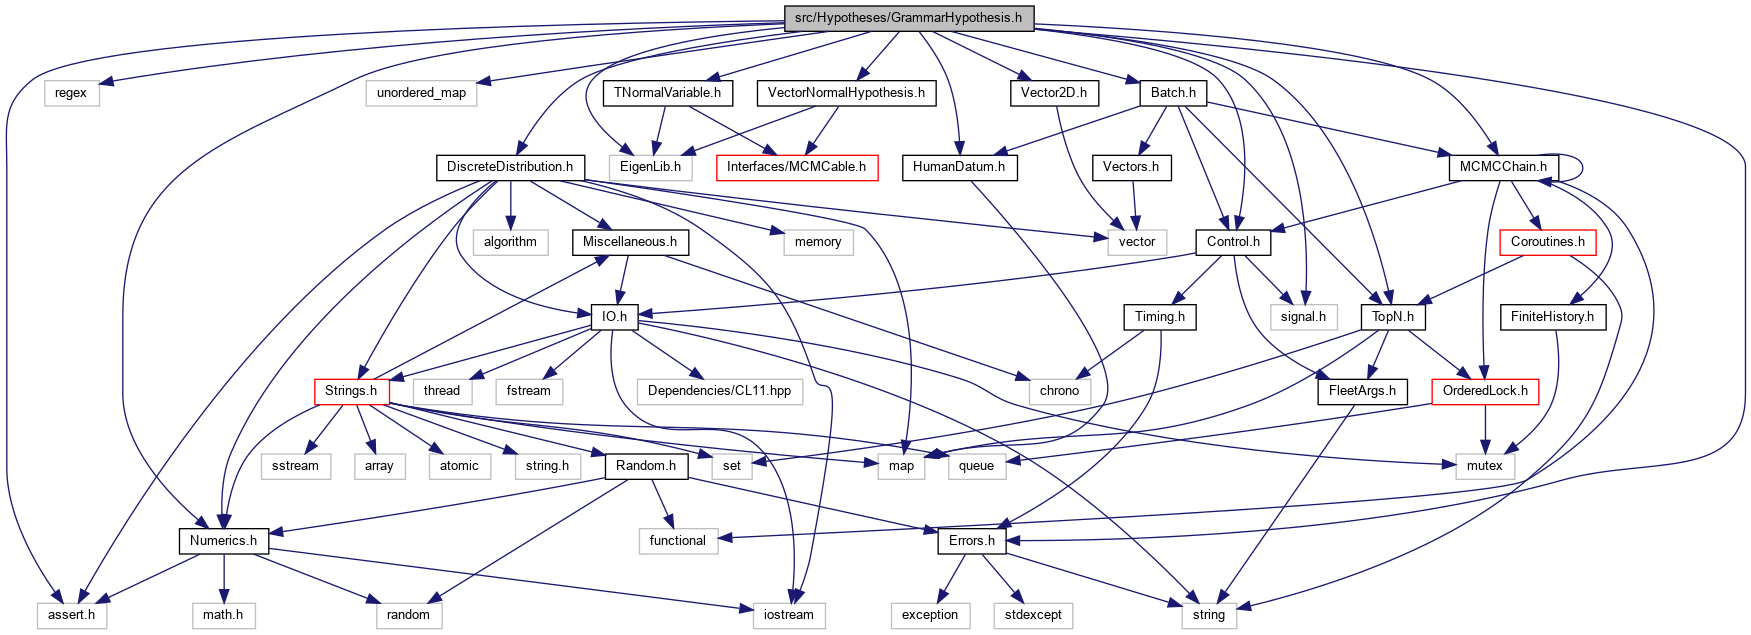 src/Hypotheses/GrammarHypothesis.h
regex
unordered_map
TNormalVariable.h
VectorNormalHypothesis.h
Vector2D.h
Batch.h
DiscreteDistribution.h
EigenLib.h
Interfaces/MCMCable.h
HumanDatum.h
Vectors.h
MCMCChain.h
algorithm
Miscellaneous.h
memory
vector
Control.h
Coroutines.h
IO.h
Timing.h
signal.h
TopN.h
FiniteHistory.h
Strings.h
thread
fstream
Dependencies/CL11.hpp
chrono
FleetArgs.h
OrderedLock.h
sstream
array
atomic
string.h
Random.h
set
map
queue
mutex
Numerics.h
functional
Errors.h
assert.h
math.h
random
iostream
exception
stdexcept
string